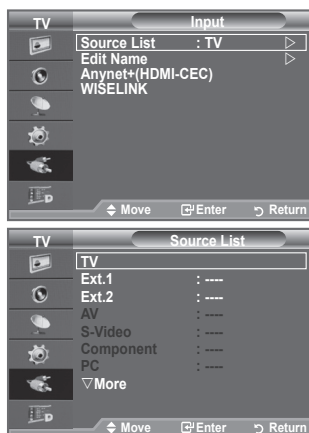 TV Input
Source List : TV ▷
Edit Name ▷
Anynet+(HDMI-CEC)
WISELINK
Move Enter Return
TV Source List
TV
Ext.1 : ----
Ext.2 : ----
AV : ----
S-Video : ----
Component : ----
PC : ----
▽More
Move Enter Return